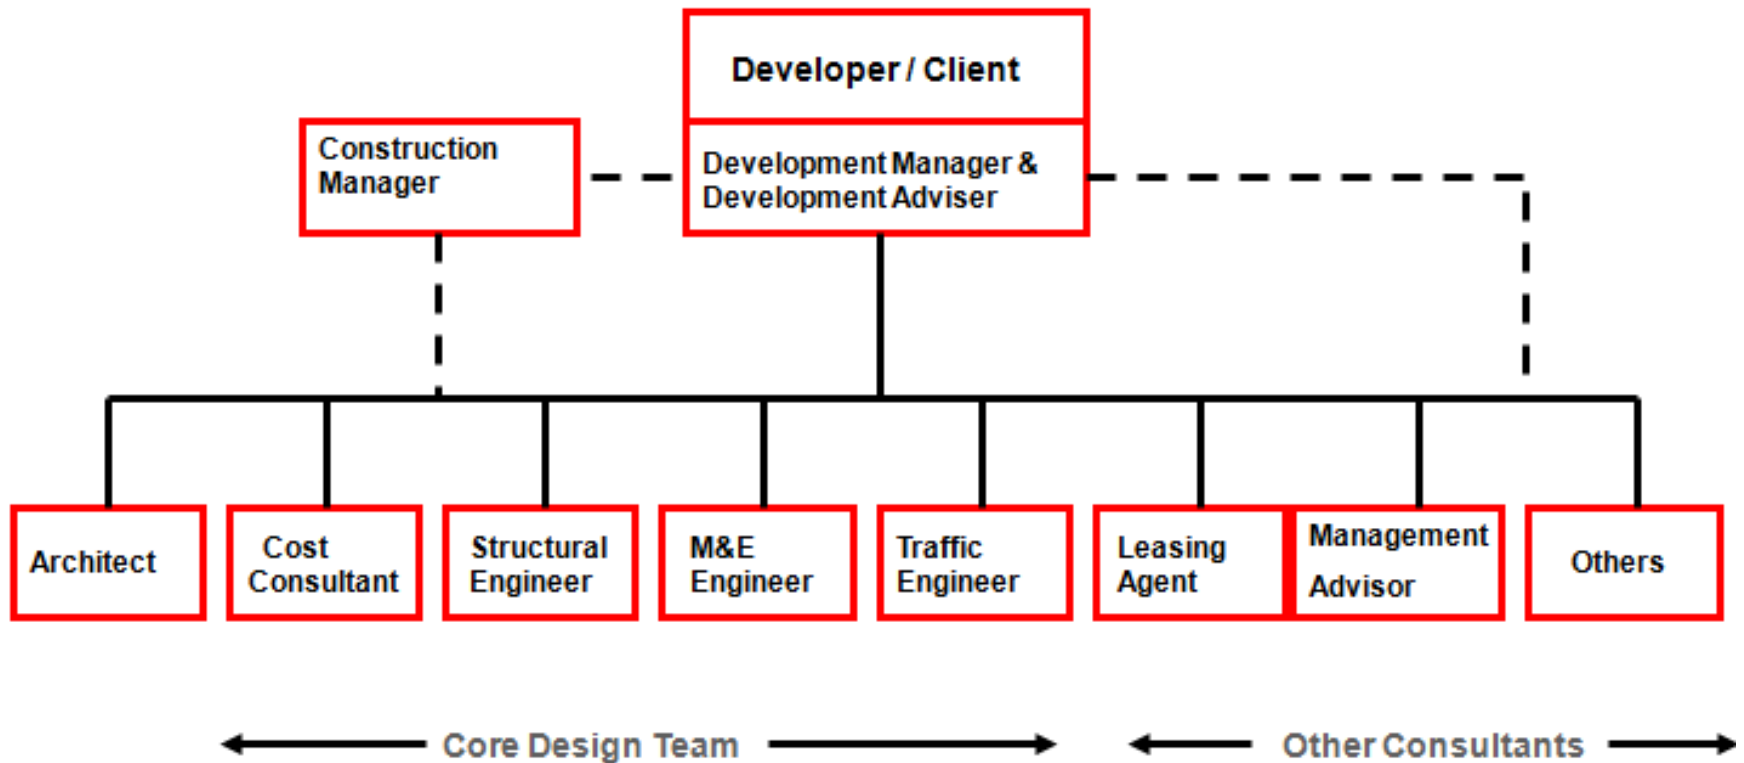 Developer / Client
Construction
Manager
Development Manager &
Development Adviser
Architect
Cost
Consultant
Structural
Engineer
M&E
Engineer
Traffic
Engineer
Leasing
Agent
Management
Advisor
Others
Core Design Team
Other Consultants